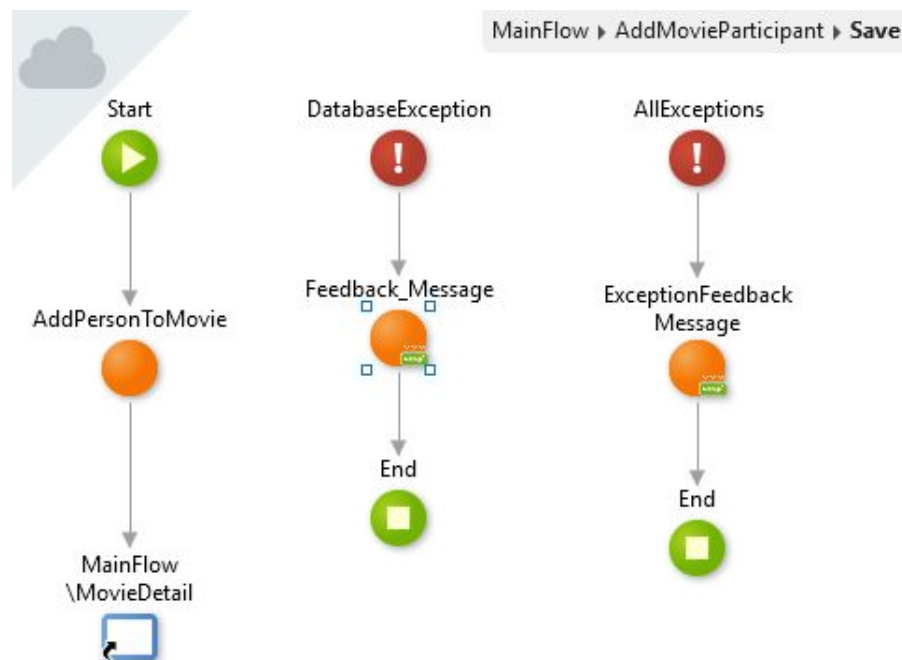 MainFlow ▸ AddMovieParticipant ▸ Save
Start
DatabaseException
AllExceptions
Feedback_Message
ExceptionFeedback
Message
AddPersonToMovie
End
End
MainFlow
\MovieDetail